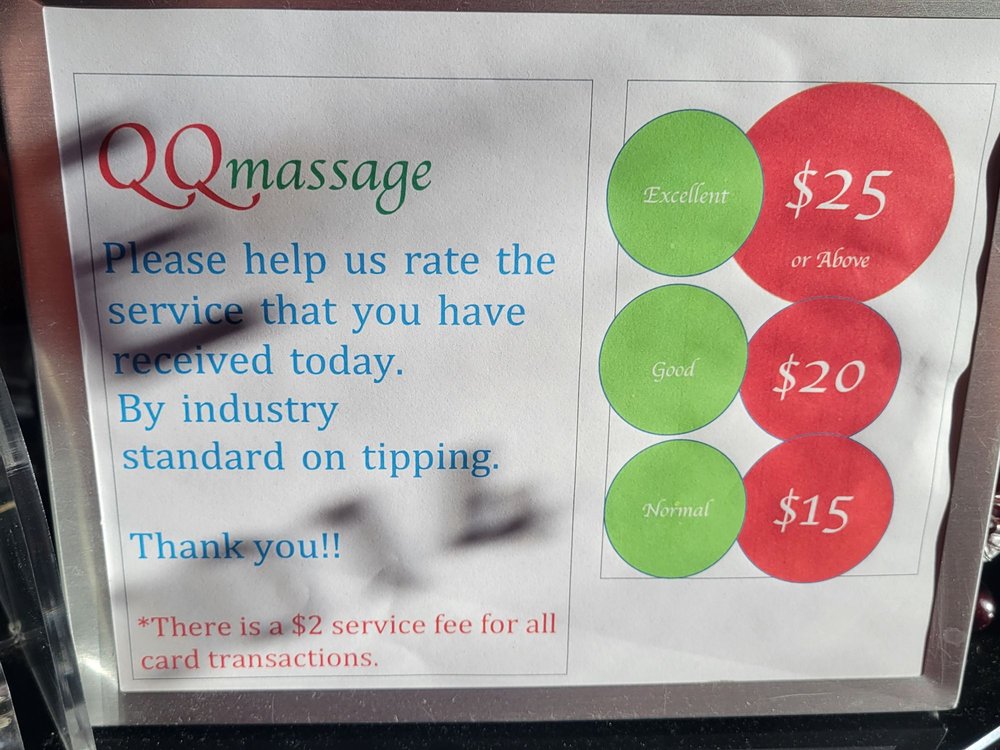 QQmassage
Please help us rate the
service that you have
received today.
By industry
standard on tipping.
Thank you!!
*There is a $2 service fee for all
card transactions.
Excellent
$25
or Above
Good
$20
Normal
$15